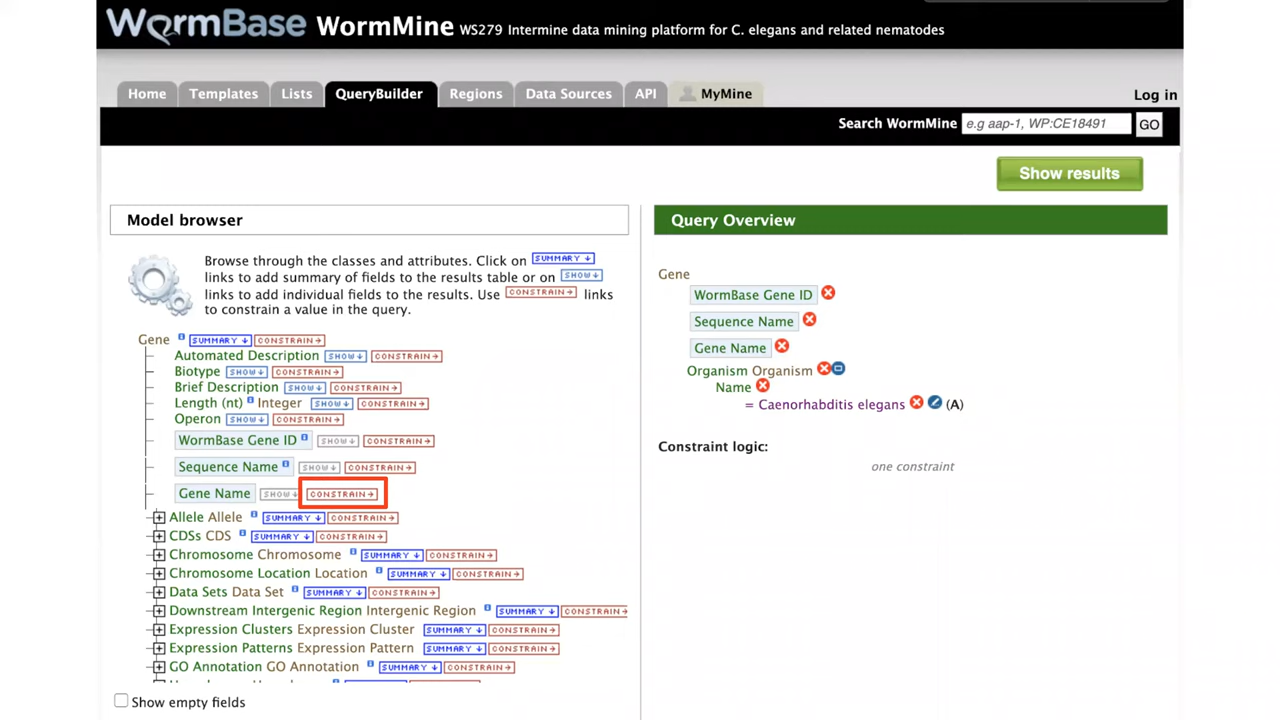 WormBase WormMine WS279 Intermine data mining platform for C. elegans and related nematodes
Home Templates Lists QueryBuilder Regions Data Sources API MyMine
Log in
Search WormMine e.g aap-1, WP:CE18491 GO
Show results
Model browser
Browse through the classes and attributes. Click on SUMMARY ↓
links to add summary of fields to the results table or on SHOW ↓
links to add individual fields to the results. Use CONSTRAIN → links
to constrain a value in the query.
Gene SUMMARY ↓ CONSTRAIN →
Automated Description SHOW ↓ CONSTRAIN →
Biotype SHOW ↓ CONSTRAIN →
Brief Description SHOW ↓ CONSTRAIN →
Length (nt) Integer SHOW ↓ CONSTRAIN →
Operon SHOW ↓ CONSTRAIN →
WormBase Gene ID SHOW ↓ CONSTRAIN →
Sequence Name SHOW ↓ CONSTRAIN →
Gene Name SHOW ↓ CONSTRAIN →
Allele Allele SUMMARY ↓ CONSTRAIN →
CDSs CDS SUMMARY ↓ CONSTRAIN →
Chromosome Chromosome SUMMARY ↓ CONSTRAIN →
Chromosome Location Location SUMMARY ↓ CONSTRAIN →
Data Sets Data Set SUMMARY ↓ CONSTRAIN →
Downstream Intergenic Region Intergenic Region SUMMARY ↓ CONSTRAIN →
Expression Clusters Expression Cluster SUMMARY ↓ CONSTRAIN →
Expression Patterns Expression Pattern SUMMARY ↓ CONSTRAIN →
GO Annotation GO Annotation SUMMARY ↓ CONSTRAIN →
Show empty fields
Query Overview
Gene
WormBase Gene ID
Sequence Name
Gene Name
Organism Organism
Name
= Caenorhabditis elegans (A)
Constraint logic:
one constraint